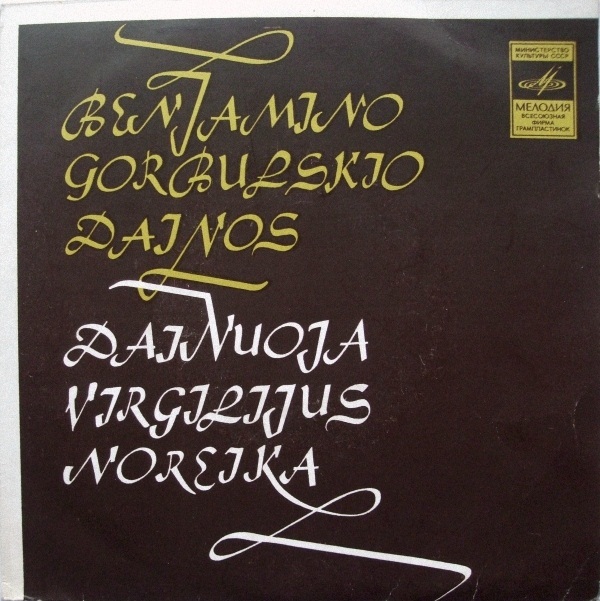 BENJAMINO
GORBULSKIO
DAINOS
DAINUOJA
VIRGILIJUS
NOREIKA
МИНИСТЕРСТВО
КУЛЬТУРЫ СССР
МЕЛОДИЯ
ВСЕСОЮЗНАЯ
ФИРМА
ГРАМПЛАСТИНОК